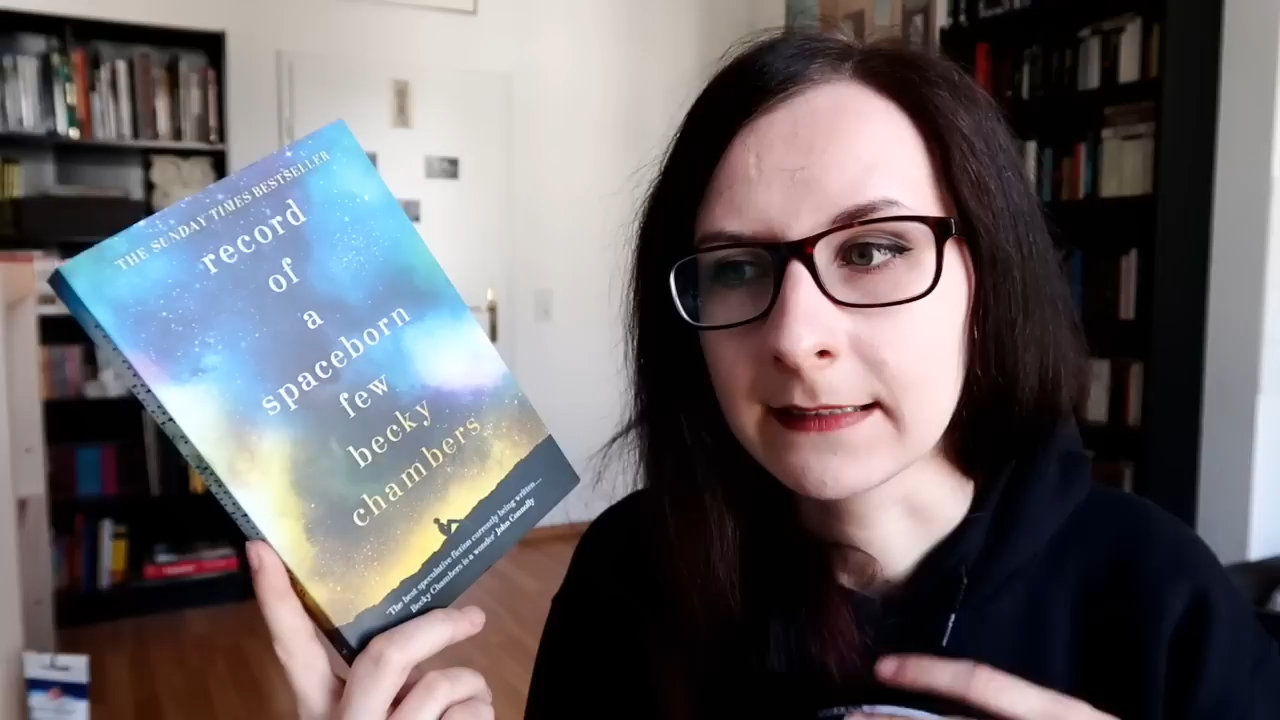 THE SUNDAY TIMES BESTSELLER
record
of
a
spaceborn
few
becky
chambers
'The best speculative fiction currently being written...
Becky Chambers is a wonder' John Connolly